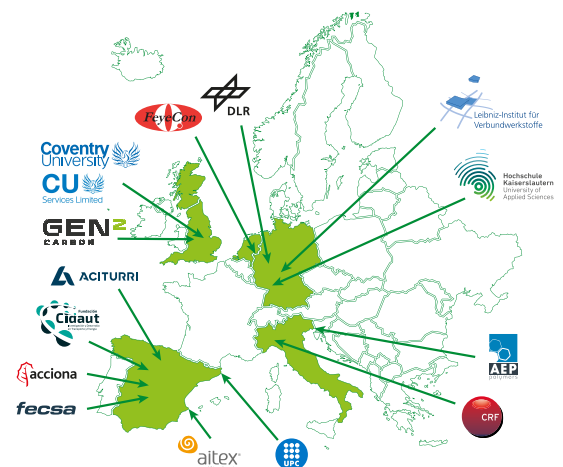 FeyeCon
DLR
Leibniz-Institut für
Verbundwerkstoffe
Coventry
University
CU
Services Limited
Hochschule
Kaiserslautern
University of
Applied Sciences
GEN2
CARBON
ACITURRI
Fundación
Cidaut
acciona
AEP
polymers
fecsa
CRF
aitex
UPC